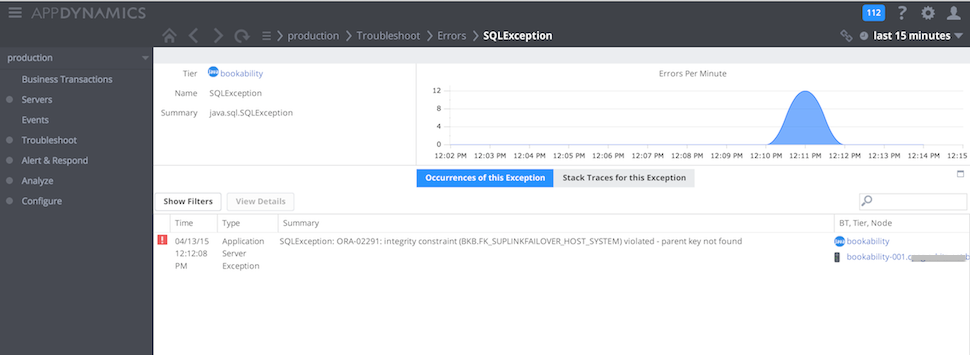 APPDYNAMICS
112 ?
production > Troubleshoot > Errors > SQLException
last 15 minutes
production
Business Transactions
Servers
Events
Troubleshoot
Alert & Respond
Analyze
Configure
Tier java bookability
Name SQLException
Summary java.sql.SQLException
Errors Per Minute
12
8
4
0
12:02 PM 12:03 PM 12:04 PM 12:05 PM 12:06 PM 12:07 PM 12:08 PM 12:09 PM 12:10 PM 12:11 PM 12:12 PM 12:13 PM 12:14 PM 12:15
Occurrences of this Exception Stack Traces for this Exception
Show Filters View Details
Time Type Summary BT, Tier, Node
! 04/13/15 Application SQLException: ORA-02291: integrity constraint (BKB.FK_SUPLINKFAILOVER_HOST_SYSTEM) violated - parent key not found java bookability
12:12:08 Server bookability-001.
PM Exception